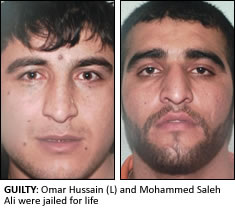 GUILTY: Omar Hussain (L) and Mohammed Saleh
Ali were jailed for life